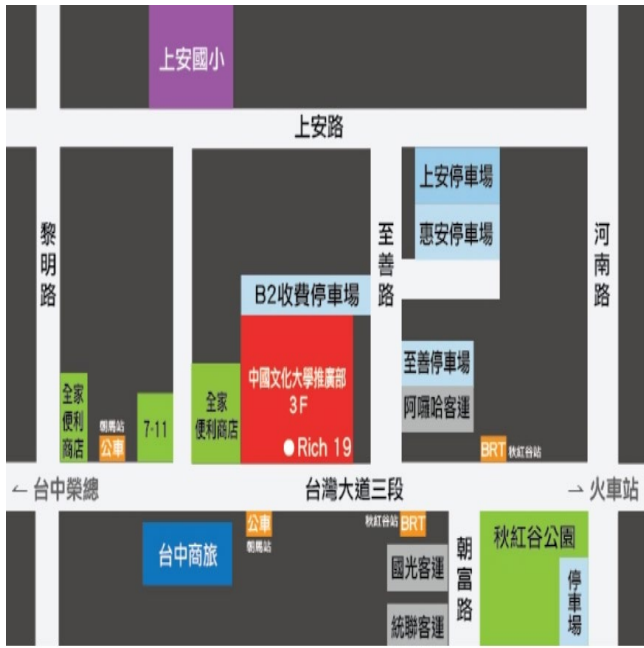 上安國小
上安路
上安停車場
惠安停車場
黎明路
至善路
河南路
B2收費停車場
中國文化大學推廣部
3F
Rich 19
至善停車場
阿囉哈客運
全家
便利
商店
朝馬站
公車
7-11
全家
便利商店
BRT 秋紅谷站
←台中榮總
台灣大道三段
→火車站
公車
朝馬站
秋紅谷站 BRT
台中商旅
國光客運
統聯客運
朝富路
秋紅谷公園
停車場